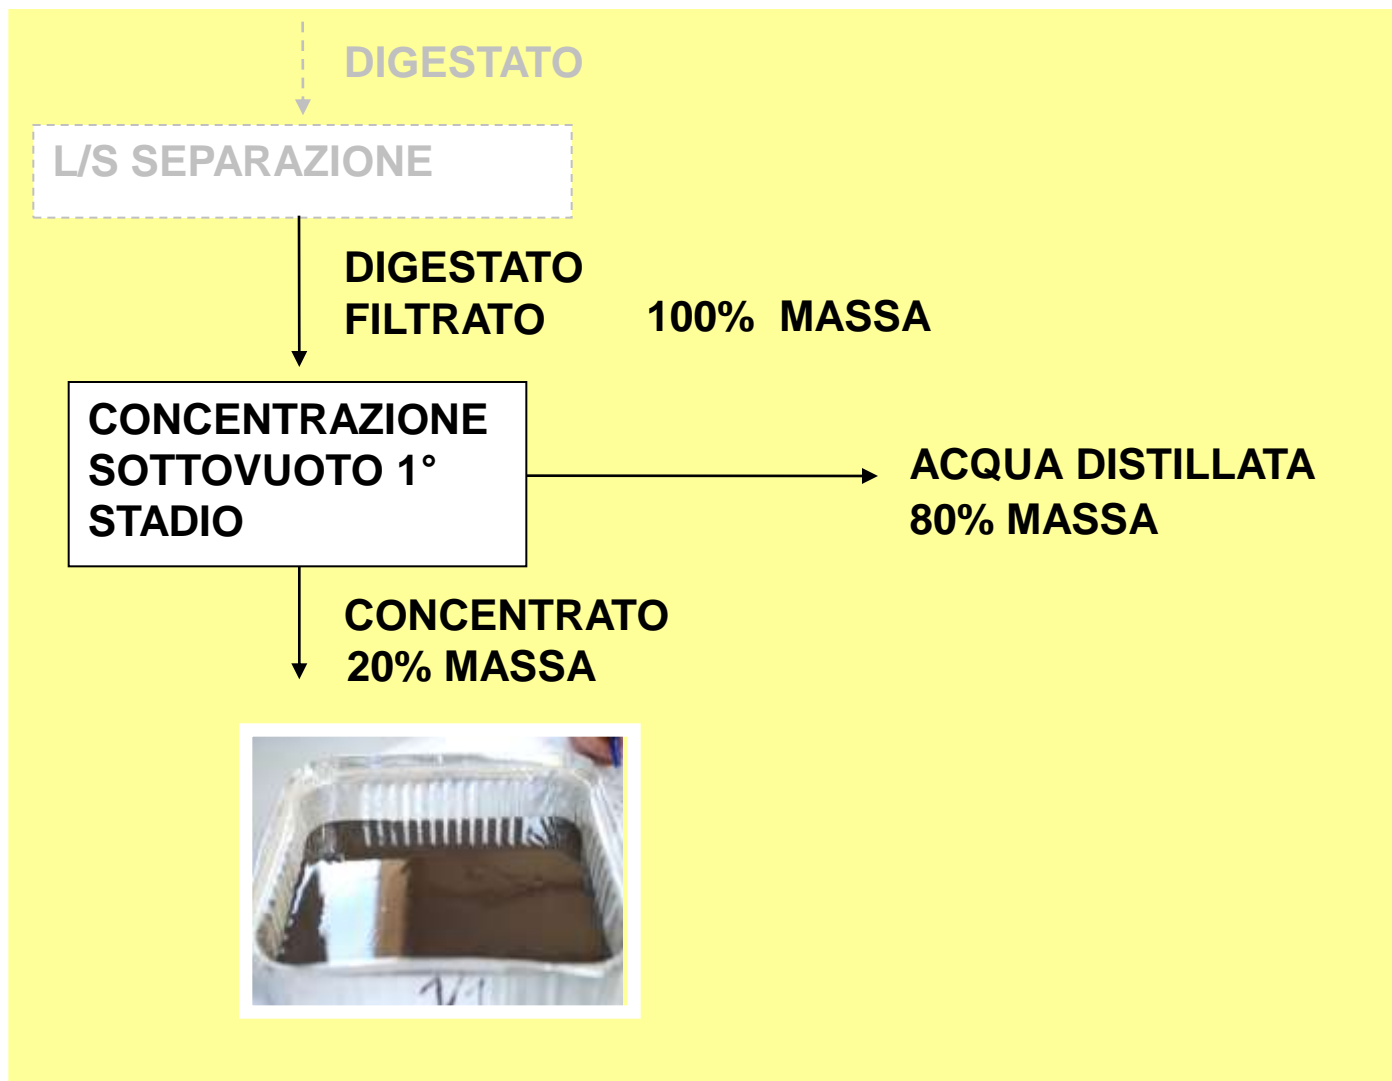 DIGESTATO
L/S SEPARAZIONE
DIGESTATO
FILTRATO
100% MASSA
CONCENTRAZIONE
SOTTOVUOTO 1°
STADIO
ACQUA DISTILLATA
80% MASSA
CONCENTRATO
20% MASSA